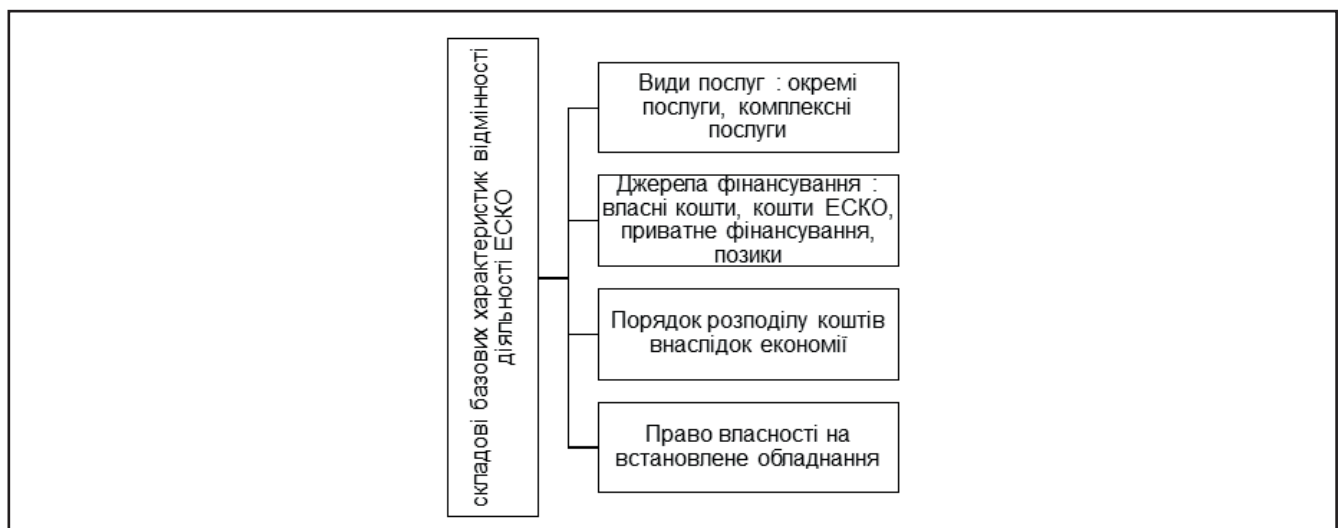 складові базових характеристик відмінності
діяльності ЕСКО
Види послуг : окремі
послуги, комплексні
послуги
Джерела фінансування :
власні кошти, кошти ЕСКО,
приватне фінансування,
позики
Порядок розподілу коштів
внаслідок економії
Право власності на
встановлене обладнання